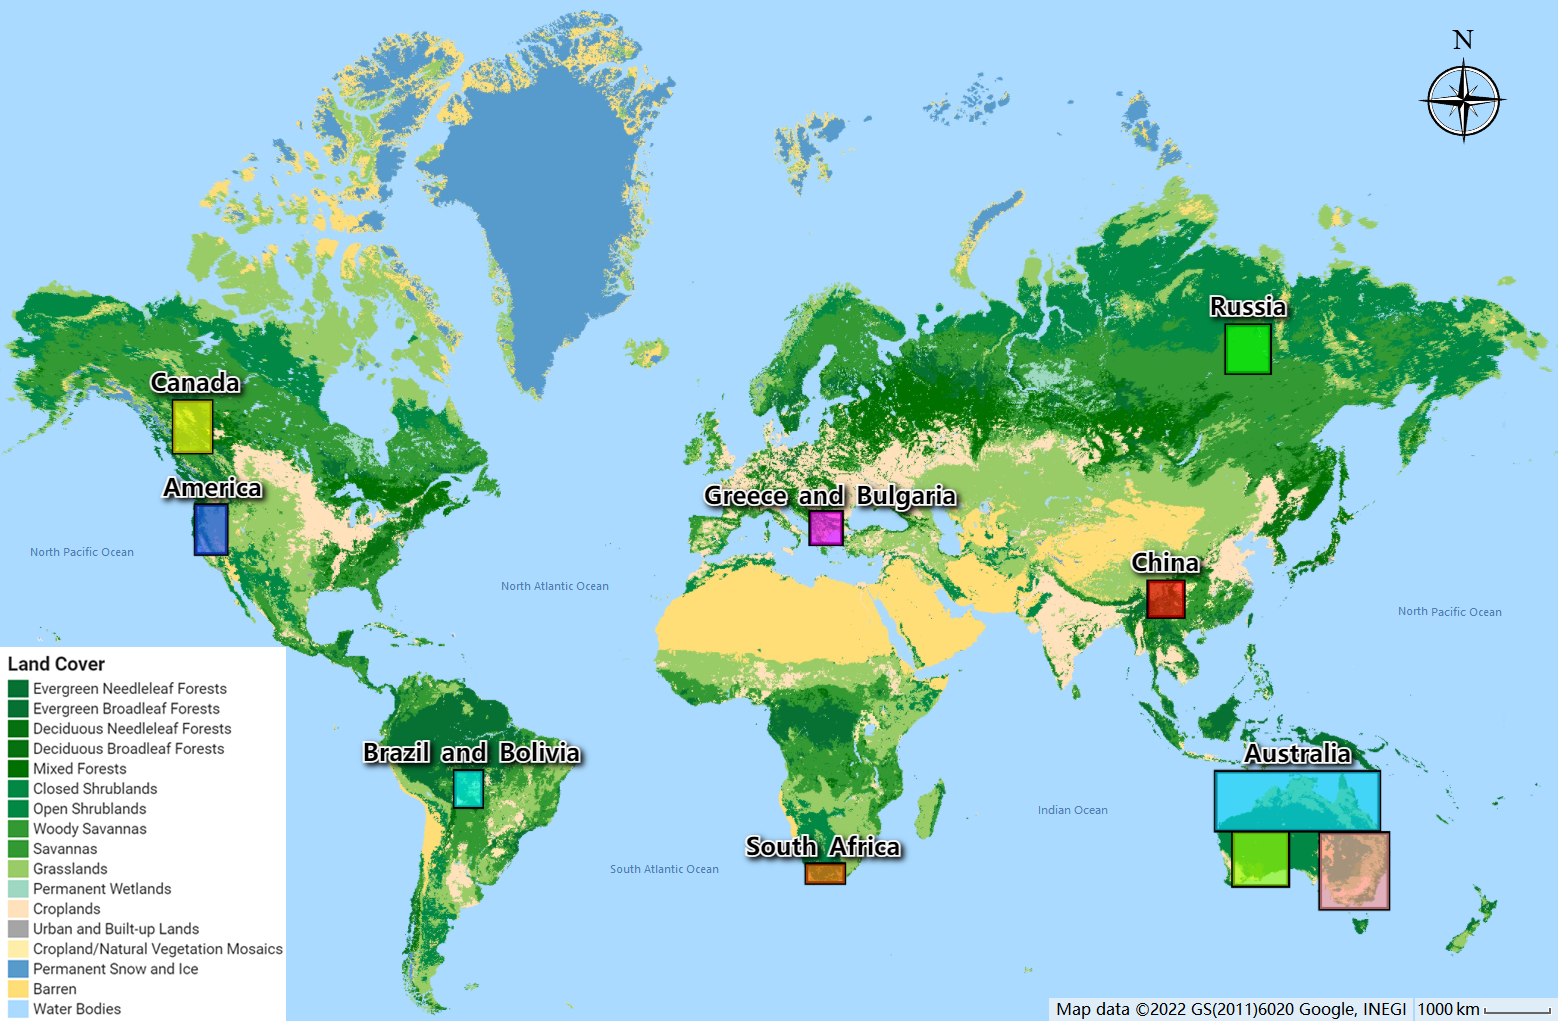 N
Russia
Canada
America
Greece and Bulgaria
North Pacific Ocean
China
North Atlantic Ocean
North Pacific Ocean
Land Cover
Evergreen Needleleaf Forests
Evergreen Broadleaf Forests
Deciduous Needleleaf Forests
Deciduous Broadleaf Forests
Mixed Forests
Closed Shrublands
Open Shrublands
Woody Savannas
Savannas
Grasslands
Permanent Wetlands
Croplands
Urban and Built-up Lands
Cropland/Natural Vegetation Mosaics
Permanent Snow and Ice
Barren
Water Bodies
Brazil and Bolivia
Australia
Indian Ocean
South Africa
South Atlantic Ocean
Map data ©2022 GS(2011)6020 Google, INEGI 1000 km